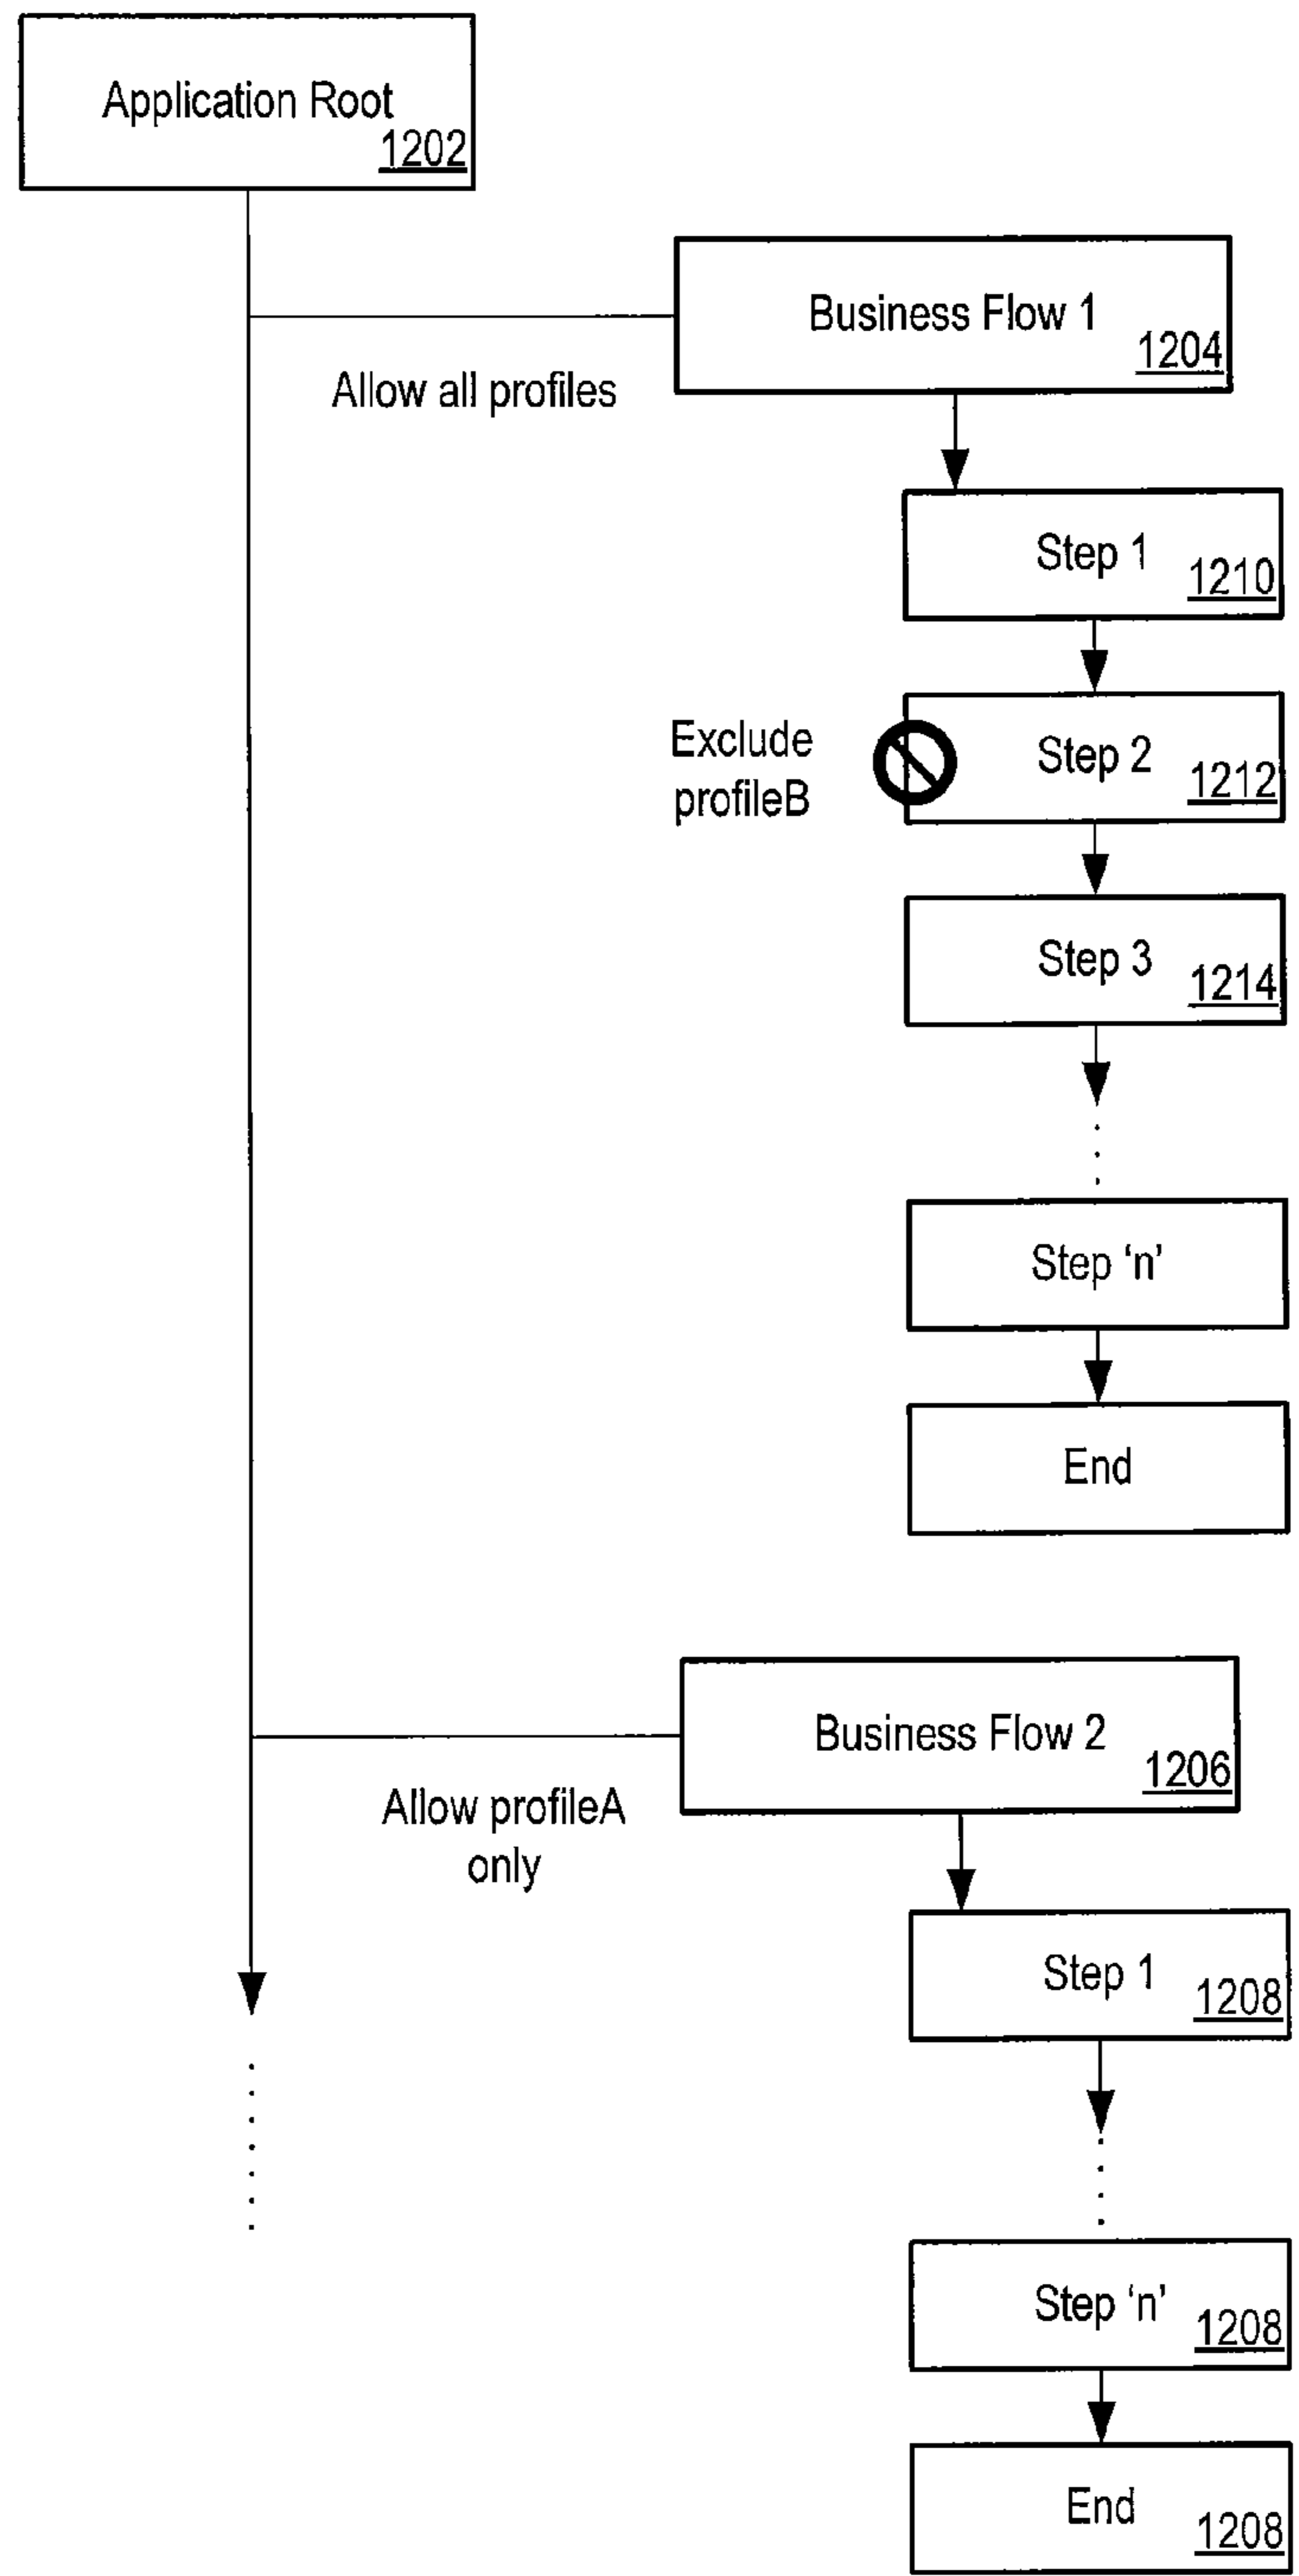 Application Root
1202
Business Flow 1
1204
Allow all profiles
Step 1
1210
Exclude
profileB
Step 2
1212
Step 3
1214
Step ‘n’
End
Business Flow 2
1206
Allow profileA
only
Step 1
1208
Step ‘n’
1208
End
1208